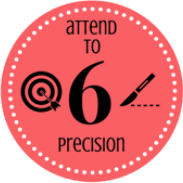 attend
to
6
precision